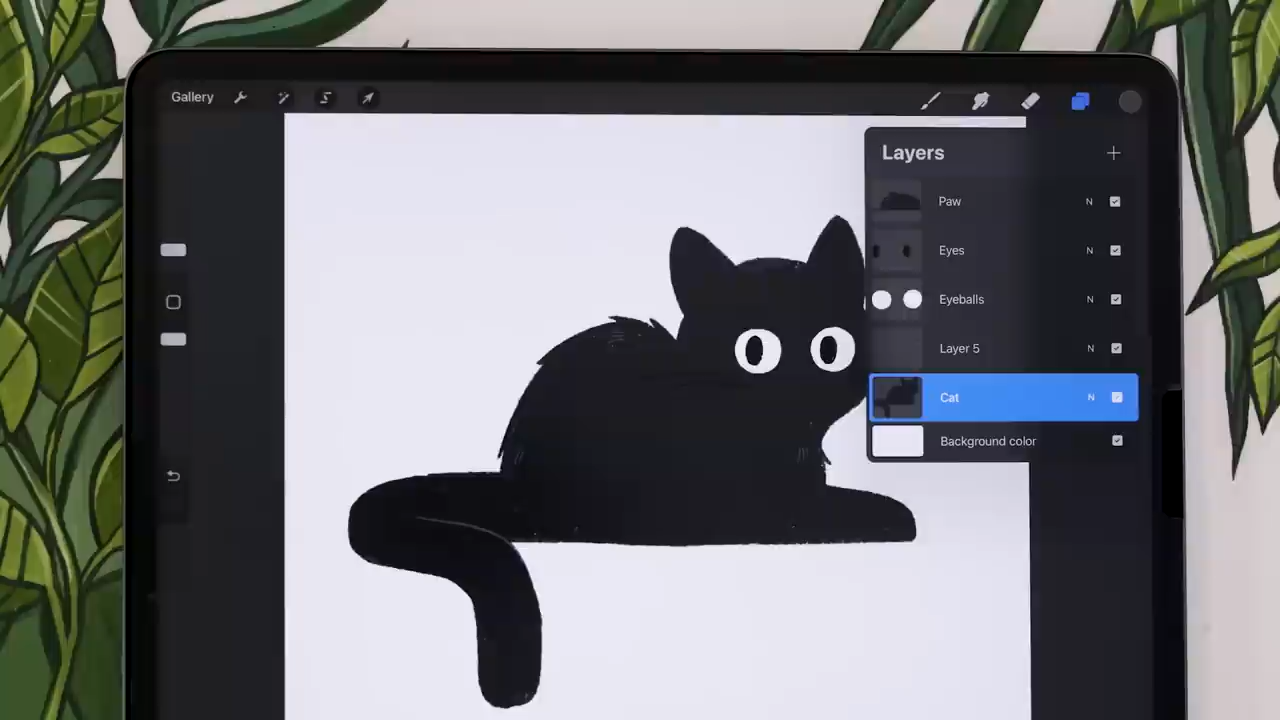 Gallery
Layers
Paw N
Eyes N
Eyeballs N
Layer 5 N
Cat N
Background color